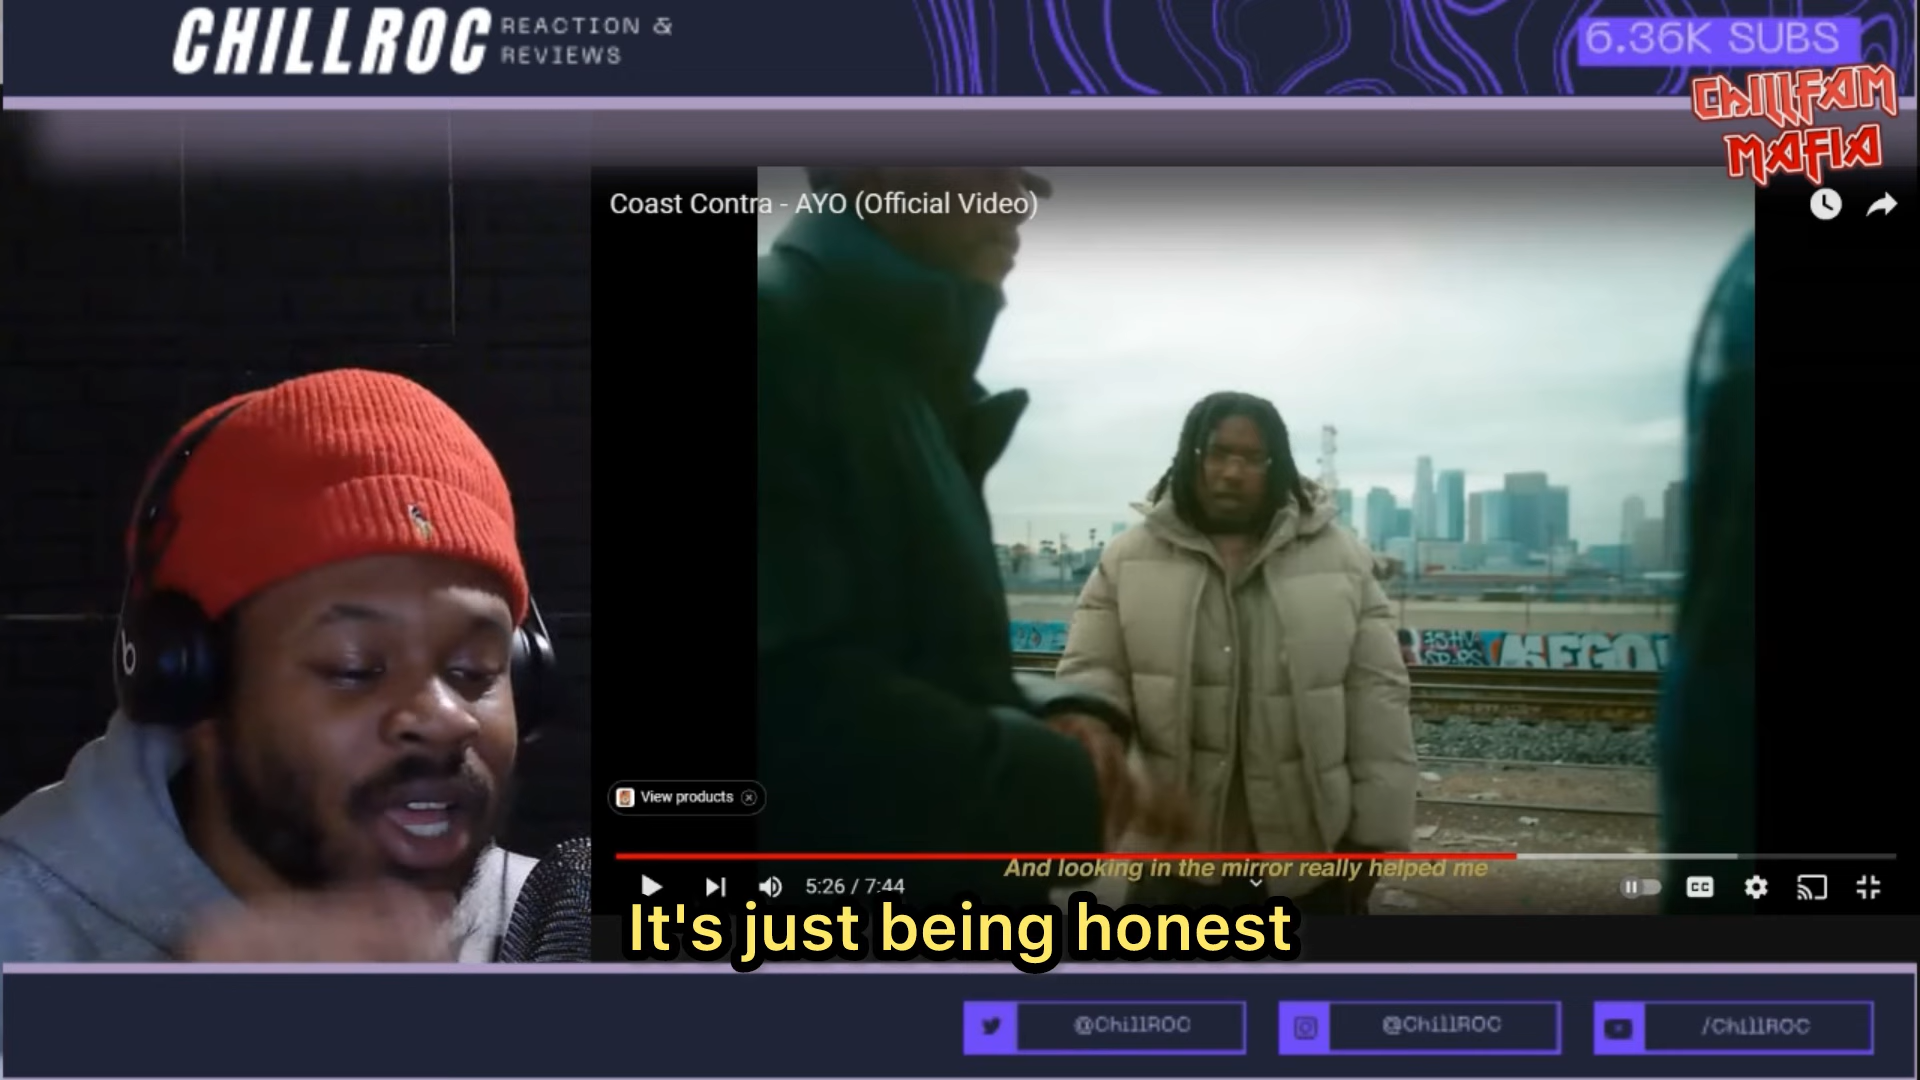 CHILLROC
REACTION &
REVIEWS
6.36K SUBS
ChillFAM
MAFIA
Coast Contra - AYO (Official Video)
View products
And looking in the mirror really helped me
5:26 / 7:44
CC
It's just being honest
@ChillROC
@ChillROC
/ChillROC